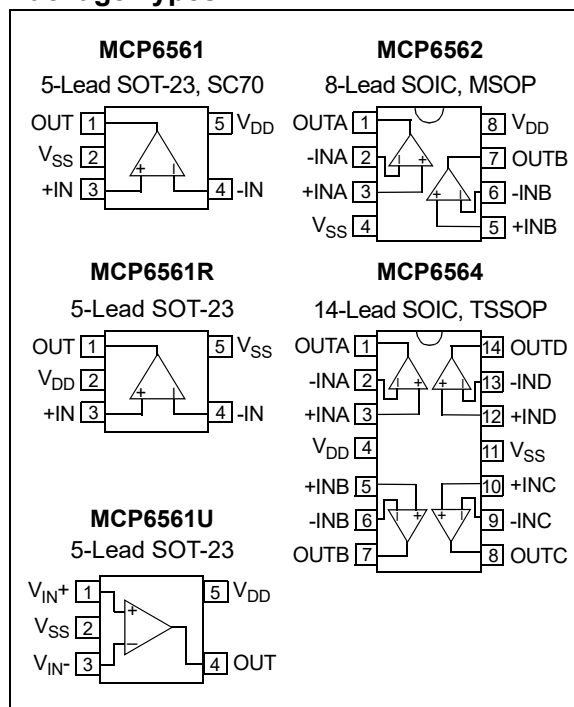 MCP6561
5-Lead SOT-23, SC70
OUT 1 5 VDD
VSS 2
+IN 3 4 -IN
+ –
MCP6562
8-Lead SOIC, MSOP
OUTA 1 8 VDD
-INA 2 7 OUTB
+INA 3 6 -INB
VSS 4 5 +INB
– +
+ –
MCP6561R
5-Lead SOT-23
OUT 1 5 VSS
VDD 2
+IN 3 4 -IN
+ –
MCP6564
14-Lead SOIC, TSSOP
OUTA 1 14 OUTD
-INA 2 13 -IND
+INA 3 12 +IND
VDD 4 11 VSS
+INB 5 10 +INC
-INB 6 9 -INC
OUTB 7 8 OUTC
– + + –
– + + –
MCP6561U
5-Lead SOT-23
VIN+ 1 5 VDD
VSS 2
VIN- 3 4 OUT
+
–